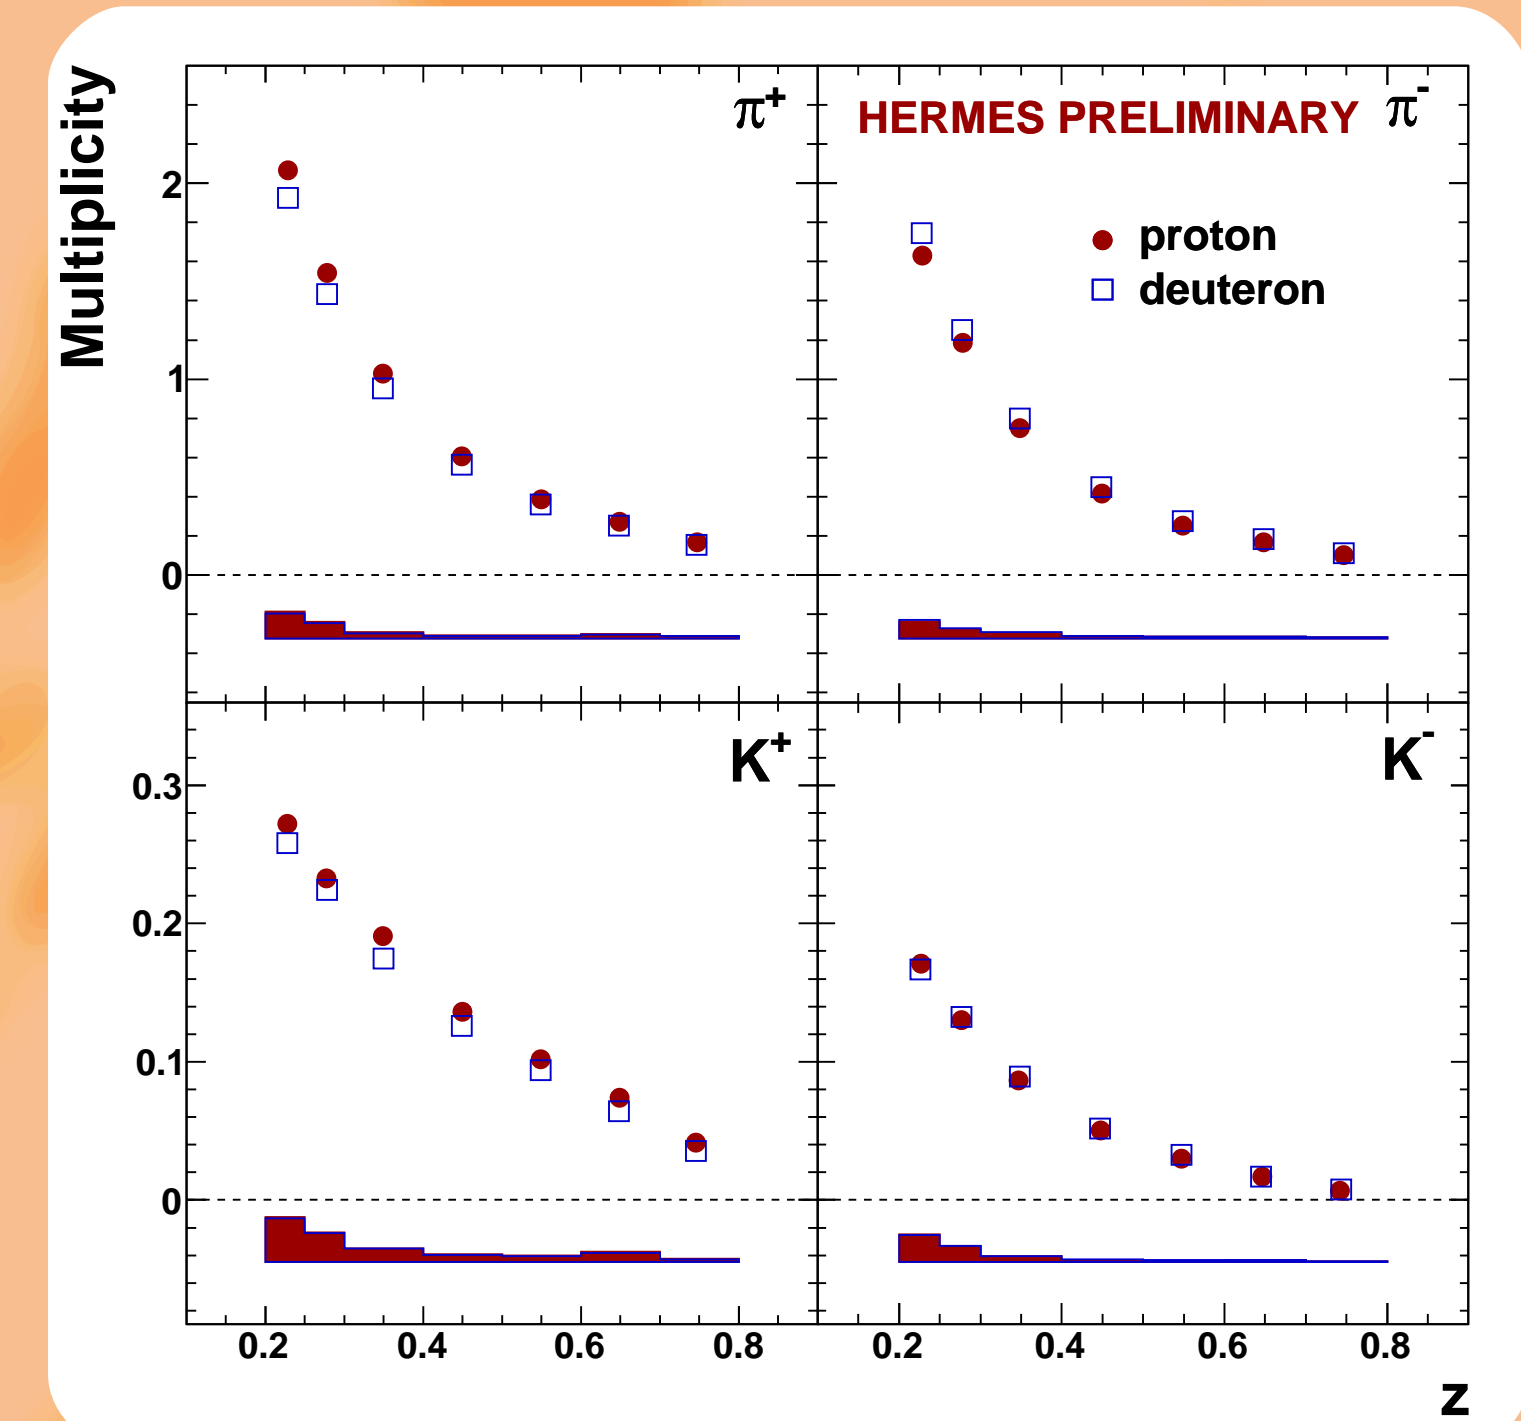 Multiplicity
π+
HERMES PRELIMINARY π-
proton
deuteron
2
1
0
K+
K-
0.3
0.2
0.1
0
0.2 0.4 0.6 0.8 0.2 0.4 0.6 0.8
z